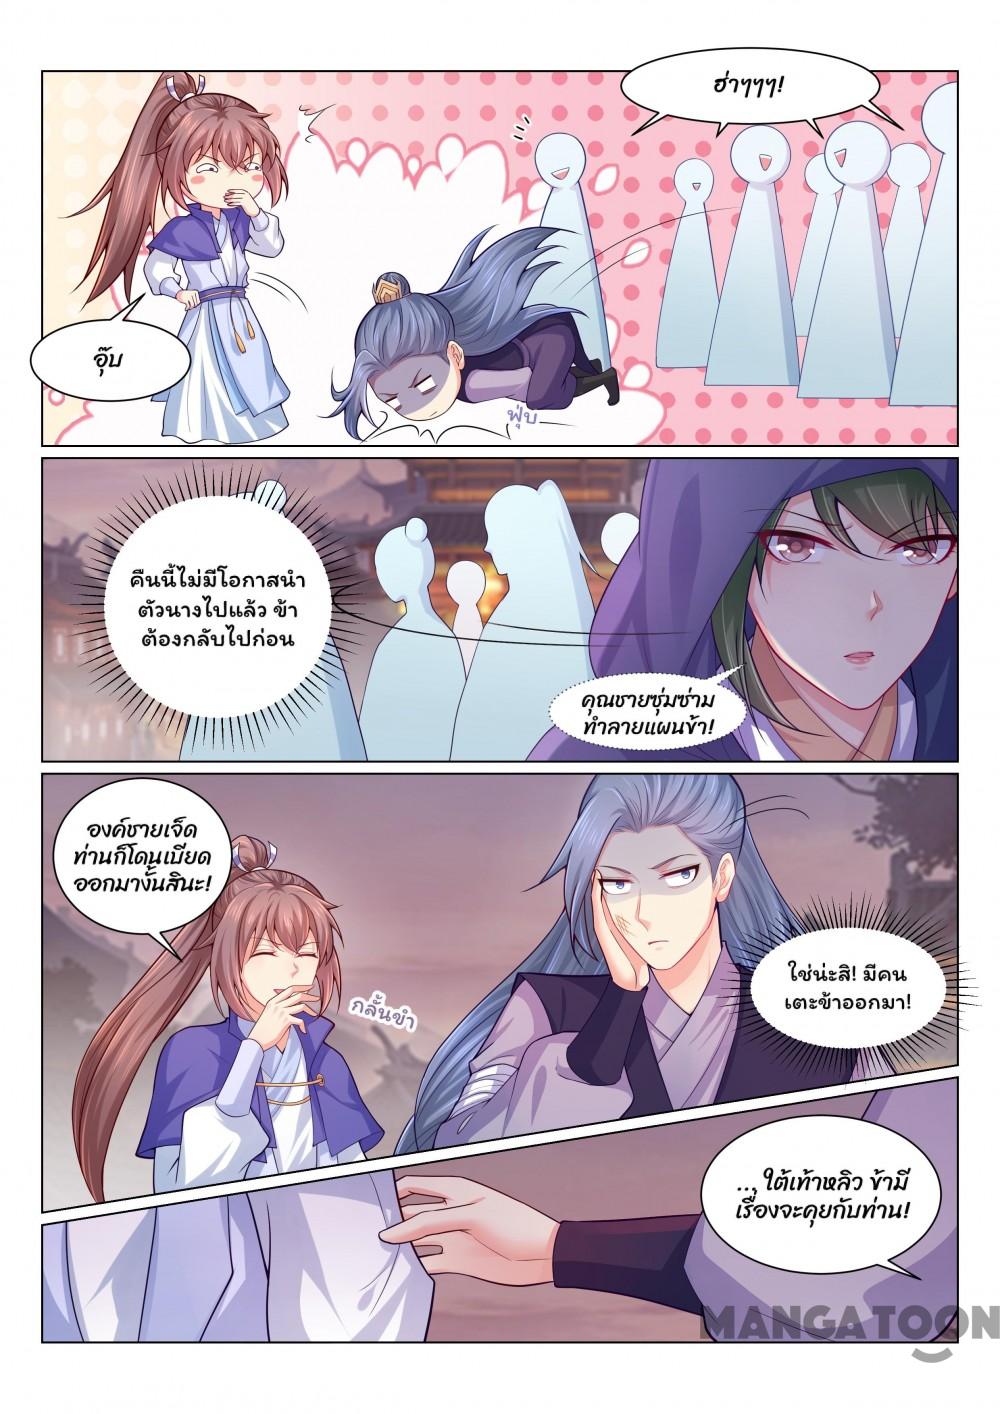 ฮ่าๆๆๆ!
อุ๊บ
ฟุ่บ
คืนนี้ไม่มีโอกาสนำ
ตัวนางไปแล้ว ข้า
ต้องกลับไปก่อน
คุณชายซุ่มซ่าม
ทำลายแผนข้า!
องค์ชายเจ็ด
ท่านก็โดนเบียด
ออกมางั้นสินะ!
กลั้นขำ
ใช่น่ะสิ! มีคน
เตะข้าออกมา!
... ใต้เท้าหลิว ข้ามี
เรื่องจะคุยกับท่าน!
MANGATOON